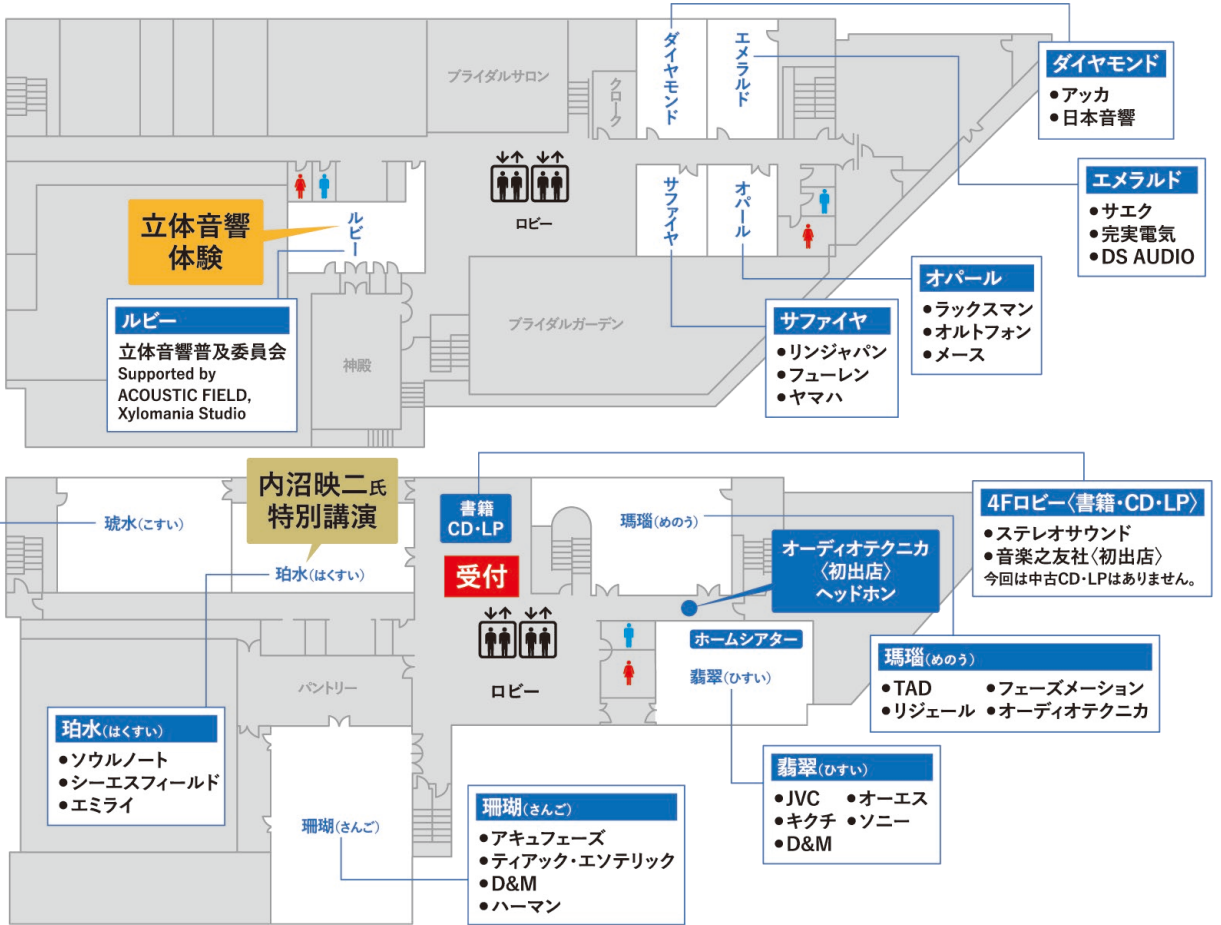 ブライダルサロン
クローク
ダイヤモンド
エメラルド
ダイヤモンド
●アッカ
●日本音響
エメラルド
●サエク
●完実電気
●DS AUDIO
ロビー
サファイヤ
オパール
立体音響
体験
ルビー
ルビー
立体音響普及委員会
Supported by
ACOUSTIC FIELD,
Xylomania Studio
神殿
ブライダルガーデン
サファイヤ
●リンジャパン
●フューレン
●ヤマハ
オパール
●ラックスマン
●オルトフォン
●メース
琥水(こすい)
内沼映二氏
特別講演
珀水(はくすい)
書籍
CD・LP
受付
瑪瑙(めのう)
オーディオテクニカ
〈初出店〉
ヘッドホン
4Fロビー〈書籍・CD・LP〉
●ステレオサウンド
●音楽之友社〈初出店〉
今回は中古CD・LPはありません。
ロビー
ホームシアター
翡翠(ひすい)
瑪瑙(めのう)
●TAD ●フェーズメーション
●リジェール ●オーディオテクニカ
パントリー
珀水(はくすい)
●ソウルノート
●シーエスフィールド
●エミライ
珊瑚(さんご)
珊瑚(さんご)
●アキュフェーズ
●ティアック・エソテリック
●D&M
●ハーマン
翡翠(ひすい)
●JVC ●オーエス
●キクチ ●ソニー
●D&M